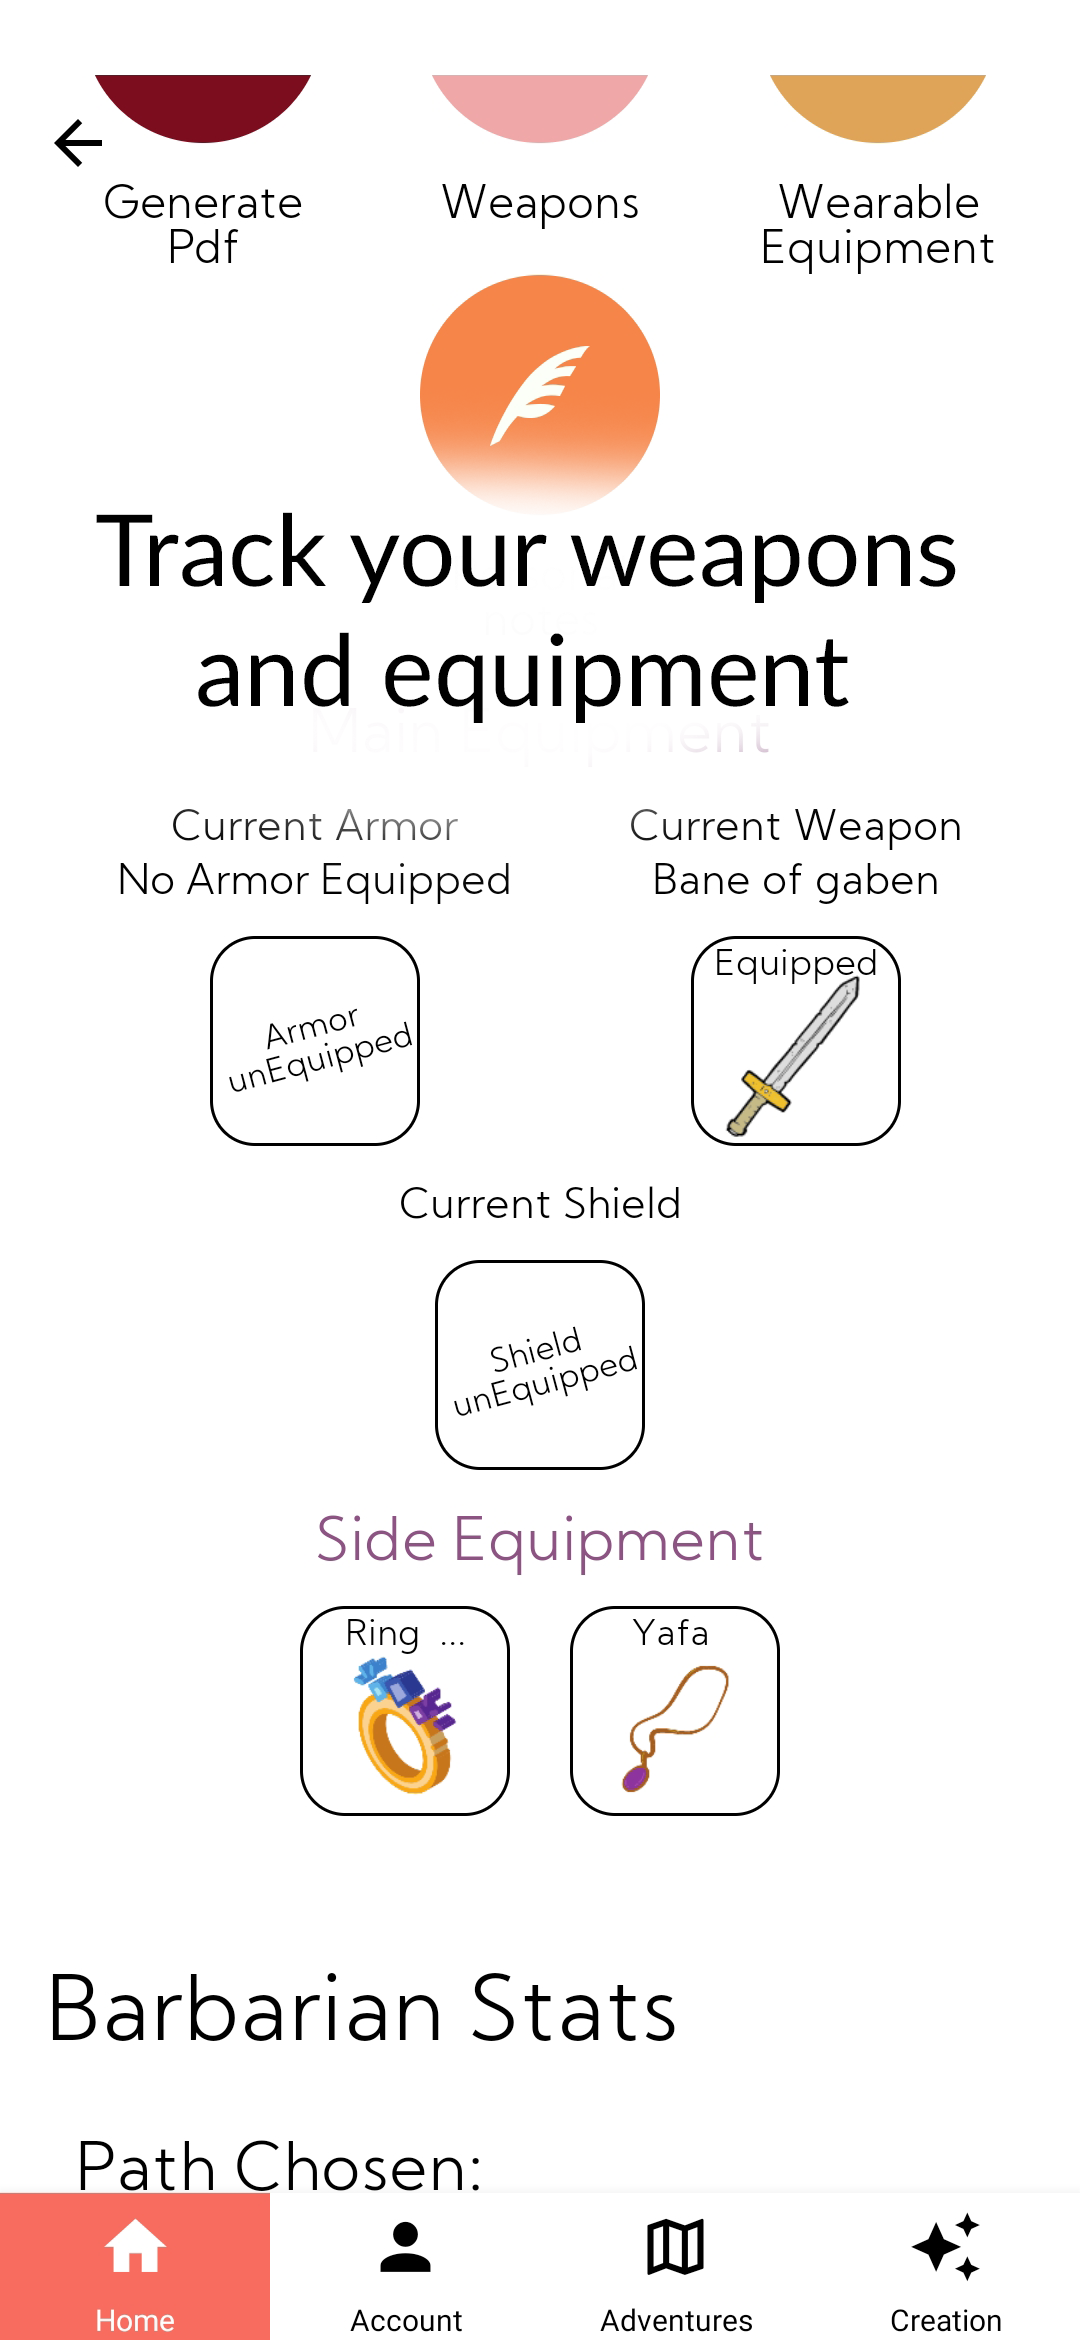 Generate
Pdf
Weapons
Wearable
Equipment
Track your weapons
and equipment
Main Equipment
Current Armor
No Armor Equipped
Current Weapon
Bane of gaben
Armor
unEquipped
Equipped
Current Shield
Shield
unEquipped
Side Equipment
Ring ...
Yafa
Barbarian Stats
Path Chosen:
Home
Account
Adventures
Creation